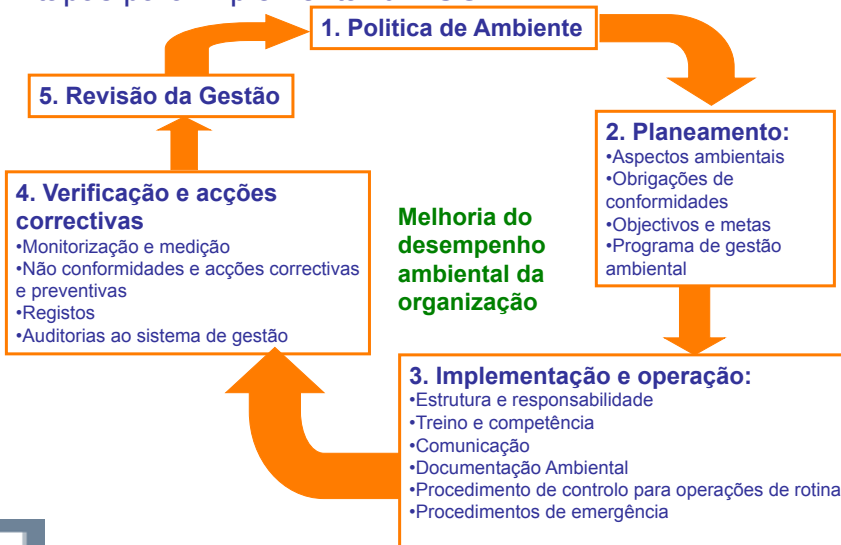 1. Politica de Ambiente
5. Revisão da Gestão
2. Planeamento:
•Aspectos ambientais
•Obrigações de
conformidades
•Objectivos e metas
•Programa de gestão
ambiental
4. Verificação e acções
correctivas
•Monitorização e medição
•Não conformidades e acções correctivas
e preventivas
•Registos
•Auditorias ao sistema de gestão
Melhoria do
desempenho
ambiental da
organização
3. Implementação e operação:
•Estrutura e responsabilidade
•Treino e competência
•Comunicação
•Documentação Ambiental
•Procedimento de controlo para operações de rotina
•Procedimentos de emergência